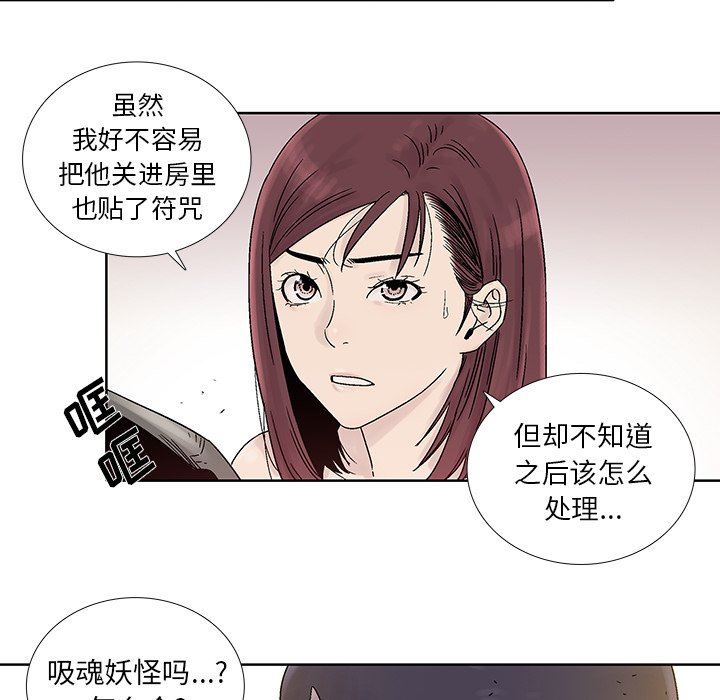 虽然
我好不容易
把他关进房里
也贴了符咒
哐
哐
但却不知道
之后该怎么
处理...
吸魂妖怪吗...?